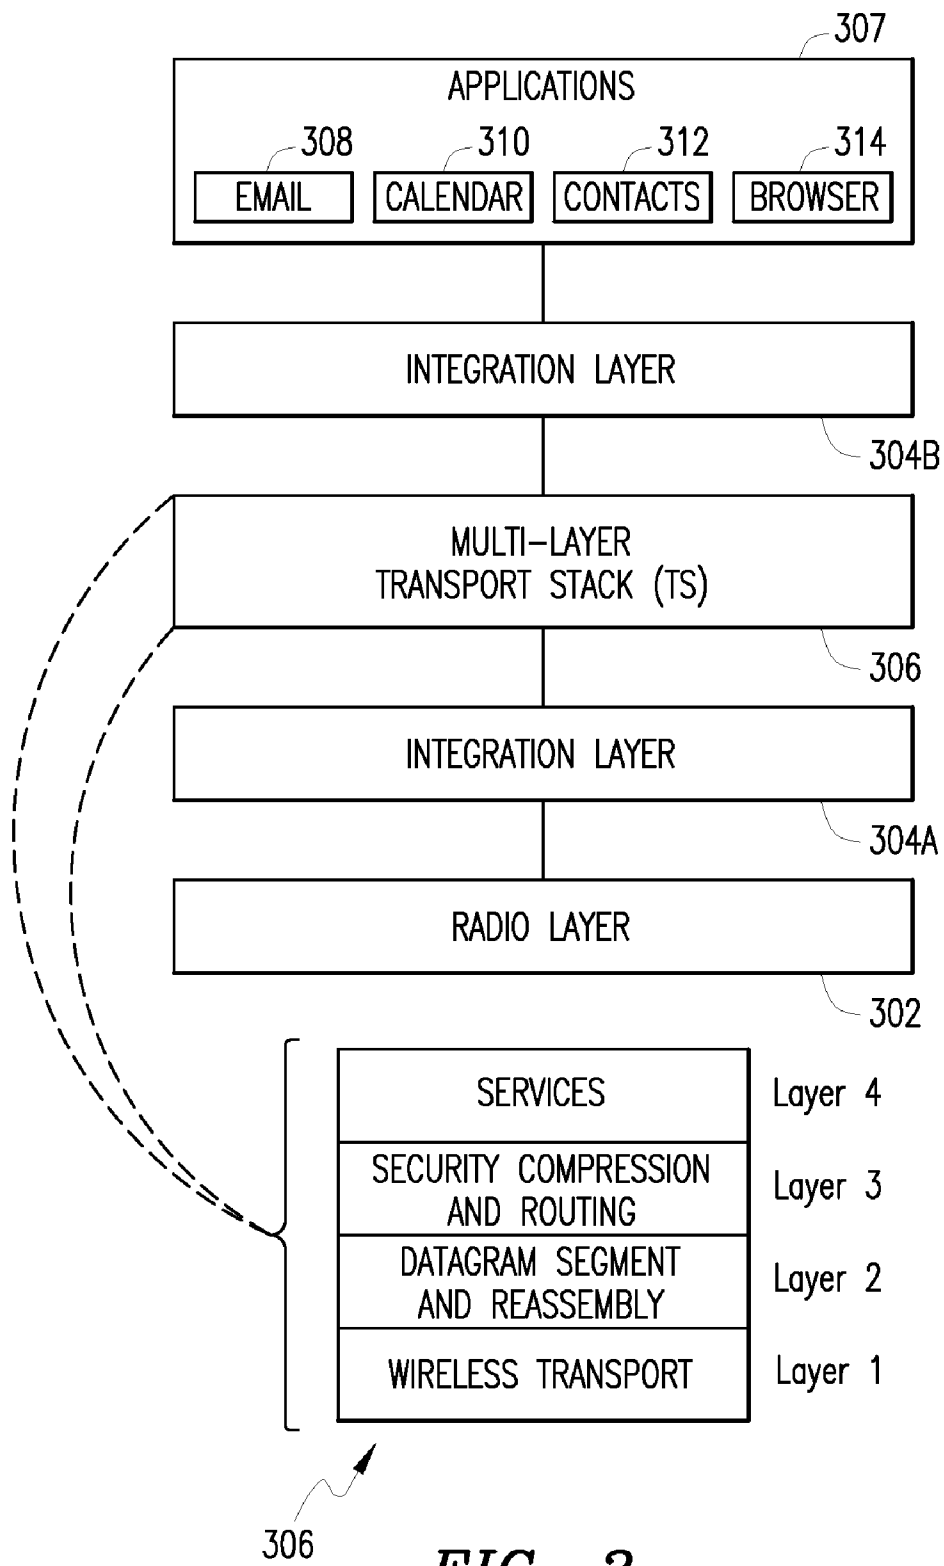 307
APPLICATIONS
308
310
312
314
EMAIL
CALENDAR
CONTACTS
BROWSER
INTEGRATION LAYER
304B
MULTI-LAYER
TRANSPORT STACK (TS)
306
INTEGRATION LAYER
304A
RADIO LAYER
302
SERVICES
Layer 4
SECURITY COMPRESSION
AND ROUTING
Layer 3
DATAGRAM SEGMENT
AND REASSEMBLY
Layer 2
WIRELESS TRANSPORT
Layer 1
306